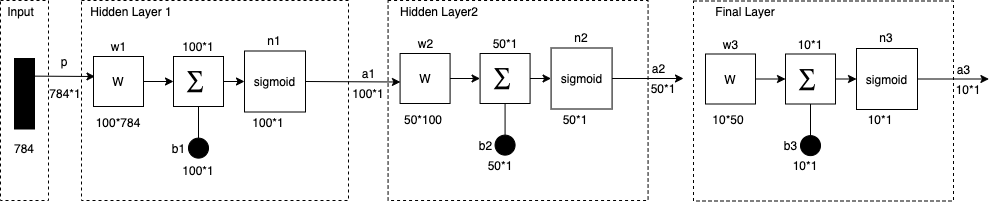 Input
784
p
784*1
Hidden Layer 1
w1
W
100*784
100*1
Σ
b1
100*1
n1
sigmoid
100*1
a1
100*1
Hidden Layer2
w2
W
50*100
50*1
Σ
b2
50*1
n2
sigmoid
50*1
a2
50*1
Final Layer
w3
W
10*50
10*1
Σ
b3
10*1
n3
sigmoid
10*1
a3
10*1